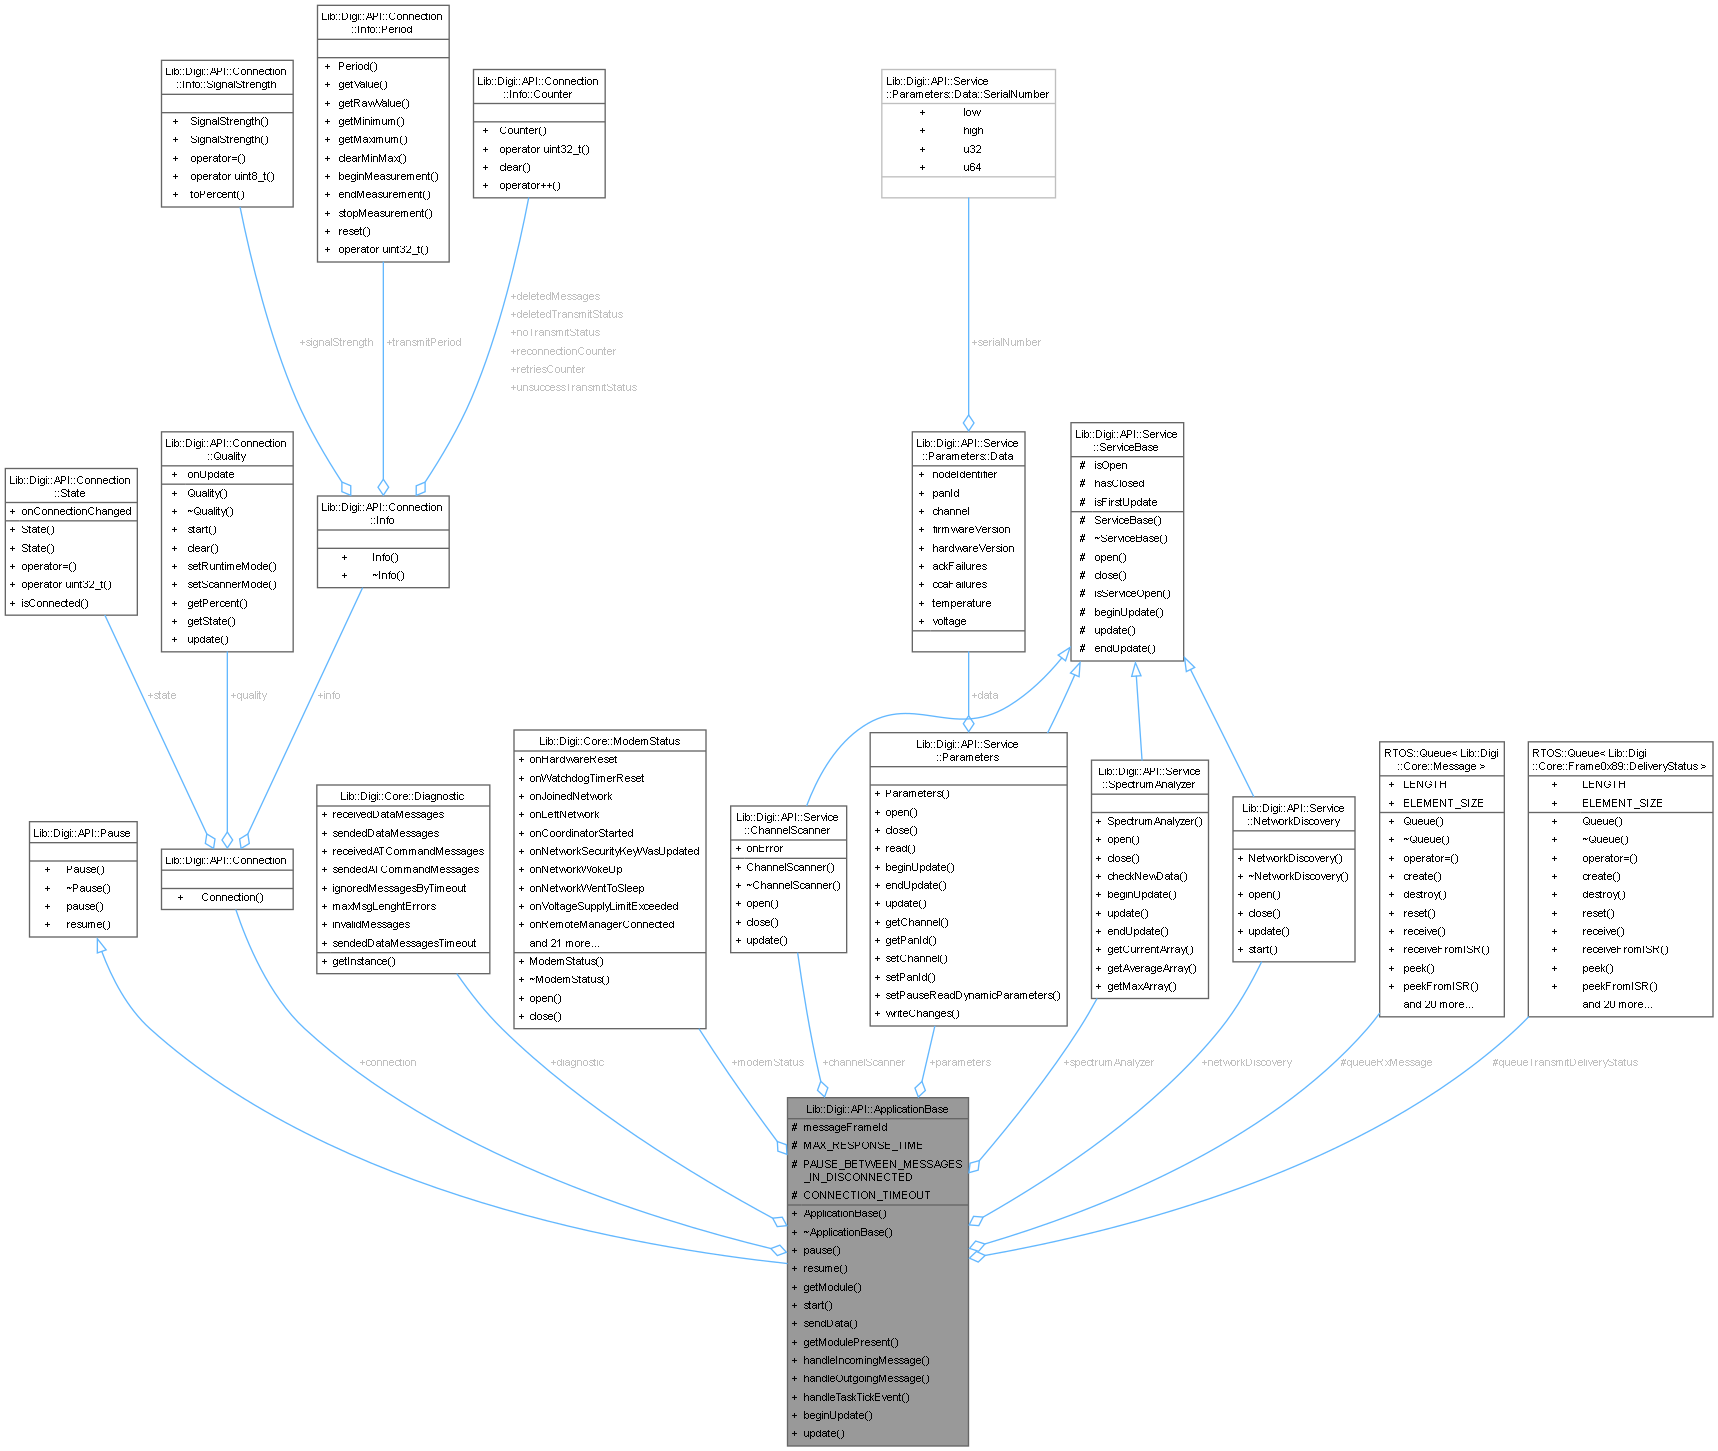 Lib::Digi::API::Connection
::Info::Period
+ Period()
+ getValue()
+ getRawValue()
+ getMinimum()
+ getMaximum()
+ clearMinMax()
+ beginMeasurement()
+ endMeasurement()
+ stopMeasurement()
+ reset()
+ operator uint32_t()
Lib::Digi::API::Connection
::Info::SignalStrength
+ SignalStrength()
+ SignalStrength()
+ operator=()
+ operator uint8_t()
+ toPercent()
Lib::Digi::API::Connection
::Info::Counter
+ Counter()
+ operator uint32_t()
+ clear()
+ operator++()
Lib::Digi::API::Service
::Parameters::Data::SerialNumber
+ low
+ high
+ u32
+ u64
+signalStrength
+transmitPeriod
+deletedMessages
+deletedTransmitStatus
+noTransmitStatus
+reconnectionCounter
+retriesCounter
+unsuccessTransmitStatus
+serialNumber
Lib::Digi::API::Connection
::State
+ onConnectionChanged
+ State()
+ State()
+ operator=()
+ operator uint32_t()
+ isConnected()
Lib::Digi::API::Connection
::Quality
+ onUpdate
+ Quality()
+ ~Quality()
+ start()
+ clear()
+ setRuntimeMode()
+ setScannerMode()
+ getPercent()
+ getState()
+ update()
Lib::Digi::API::Connection
::Info
+ Info()
+ ~Info()
Lib::Digi::API::Service
::Parameters::Data
+ nodeIdentifier
+ panId
+ channel
+ firmwareVersion
+ hardwareVersion
+ ackFailures
+ ccaFailures
+ temperature
+ voltage
Lib::Digi::API::Service
::ServiceBase
# isOpen
# hasClosed
# isFirstUpdate
# ServiceBase()
# ~ServiceBase()
# open()
# close()
# isServiceOpen()
# beginUpdate()
# update()
# endUpdate()
+state
+quality
+info
+data
Lib::Digi::API::Pause
+ Pause()
+ ~Pause()
+ pause()
+ resume()
Lib::Digi::API::Connection
+ Connection()
Lib::Digi::Core::Diagnostic
+ receivedDataMessages
+ sendedDataMessages
+ receivedATCommandMessages
+ sendedATCommandMessages
+ ignoredMessagesByTimeout
+ maxMsgLenghtErrors
+ invalidMessages
+ sendedDataMessagesTimeout
+ getInstance()
Lib::Digi::Core::ModemStatus
+ onHardwareReset
+ onWatchdogTimerReset
+ onJoinedNetwork
+ onLeftNetwork
+ onCoordinatorStarted
+ onNetworkSecurityKeyWasUpdated
+ onNetworkWokeUp
+ onNetworkWentToSleep
+ onVoltageSupplyLimitExceeded
+ onRemoteManagerConnected
and 21 more...
+ ModemStatus()
+ ~ModemStatus()
+ open()
+ close()
Lib::Digi::API::Service
::ChannelScanner
+ onError
+ ChannelScanner()
+ ~ChannelScanner()
+ open()
+ close()
+ update()
Lib::Digi::API::Service
::Parameters
+ Parameters()
+ open()
+ close()
+ read()
+ beginUpdate()
+ endUpdate()
+ update()
+ getChannel()
+ getPanId()
+ setChannel()
+ setPanId()
+ setPauseReadDynamicParameters()
+ writeChanges()
Lib::Digi::API::Service
::SpectrumAnalyzer
+ SpectrumAnalyzer()
+ open()
+ close()
+ checkNewData()
+ beginUpdate()
+ update()
+ endUpdate()
+ getCurrentArray()
+ getAverageArray()
+ getMaxArray()
Lib::Digi::API::Service
::NetworkDiscovery
+ NetworkDiscovery()
+ ~NetworkDiscovery()
+ open()
+ close()
+ update()
+ start()
RTOS::Queue< Lib::Digi
::Core::Message >
+ LENGTH
+ ELEMENT_SIZE
+ Queue()
+ ~Queue()
+ operator=()
+ create()
+ destroy()
+ reset()
+ receive()
+ receiveFromISR()
+ peek()
+ peekFromISR()
and 20 more...
RTOS::Queue< Lib::Digi
::Core::Frame0x89::DeliveryStatus >
+ LENGTH
+ ELEMENT_SIZE
+ Queue()
+ ~Queue()
+ operator=()
+ create()
+ destroy()
+ reset()
+ receive()
+ receiveFromISR()
+ peek()
+ peekFromISR()
and 20 more...
+connection
+diagnostic
+modemStatus
+channelScanner
+parameters
+spectrumAnalyzer
+networkDiscovery
#queueRxMessage
#queueTransmitDeliveryStatus
Lib::Digi::API::ApplicationBase
# messageFrameId
# MAX_RESPONSE_TIME
# PAUSE_BETWEEN_MESSAGES
_IN_DISCONNECTED
# CONNECTION_TIMEOUT
+ ApplicationBase()
+ ~ApplicationBase()
+ pause()
+ resume()
+ getModule()
+ start()
+ sendData()
+ getModulePresent()
+ handleIncomingMessage()
+ handleOutgoingMessage()
+ handleTaskTickEvent()
+ beginUpdate()
+ update()